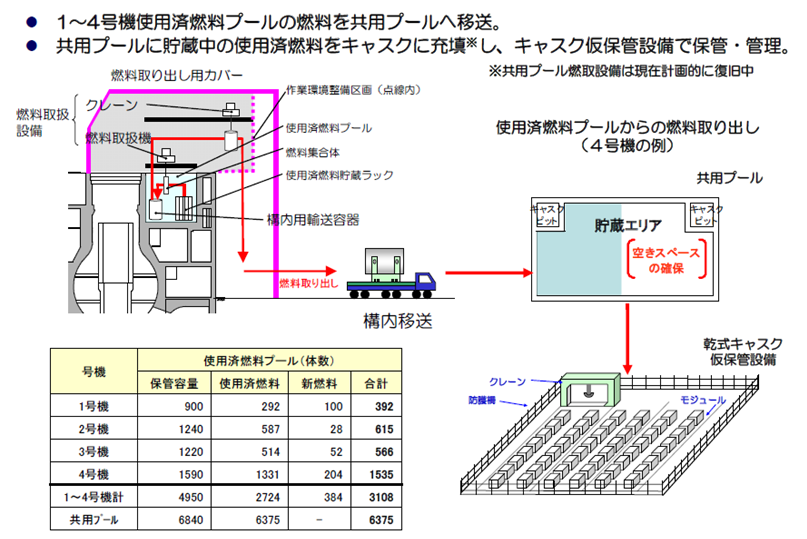 ● 1～4号機使用済燃料プールの燃料を共用プールへ移送。
● 共用プールに貯蔵中の使用済燃料をキャスクに充填※し、キャスク仮保管設備で保管・管理。
※共用プール燃取設備は現在計画的に復旧中
燃料取り出し用カバー
燃料取扱
設備
クレーン
燃料取扱機
作業環境整備区画（点線内）
使用済燃料プール
燃料集合体
使用済燃料貯蔵ラック
構内用輸送容器
燃料取り出し
構内移送
使用済燃料プールからの燃料取り出し
（4号機の例）
共用プール
キャスク
ピット
貯蔵エリア
キャスク
ピット
空きスペース
の確保
乾式キャスク
仮保管設備
クレーン
防護柵
モジュール
号機 使用済燃料プール（体数）
保管容量 使用済燃料 新燃料 合計
1号機 900 292 100 392
2号機 1240 587 28 615
3号機 1220 514 52 566
4号機 1590 1331 204 1535
1～4号機計 4950 2724 384 3108
共用プール 6840 6375 － 6375